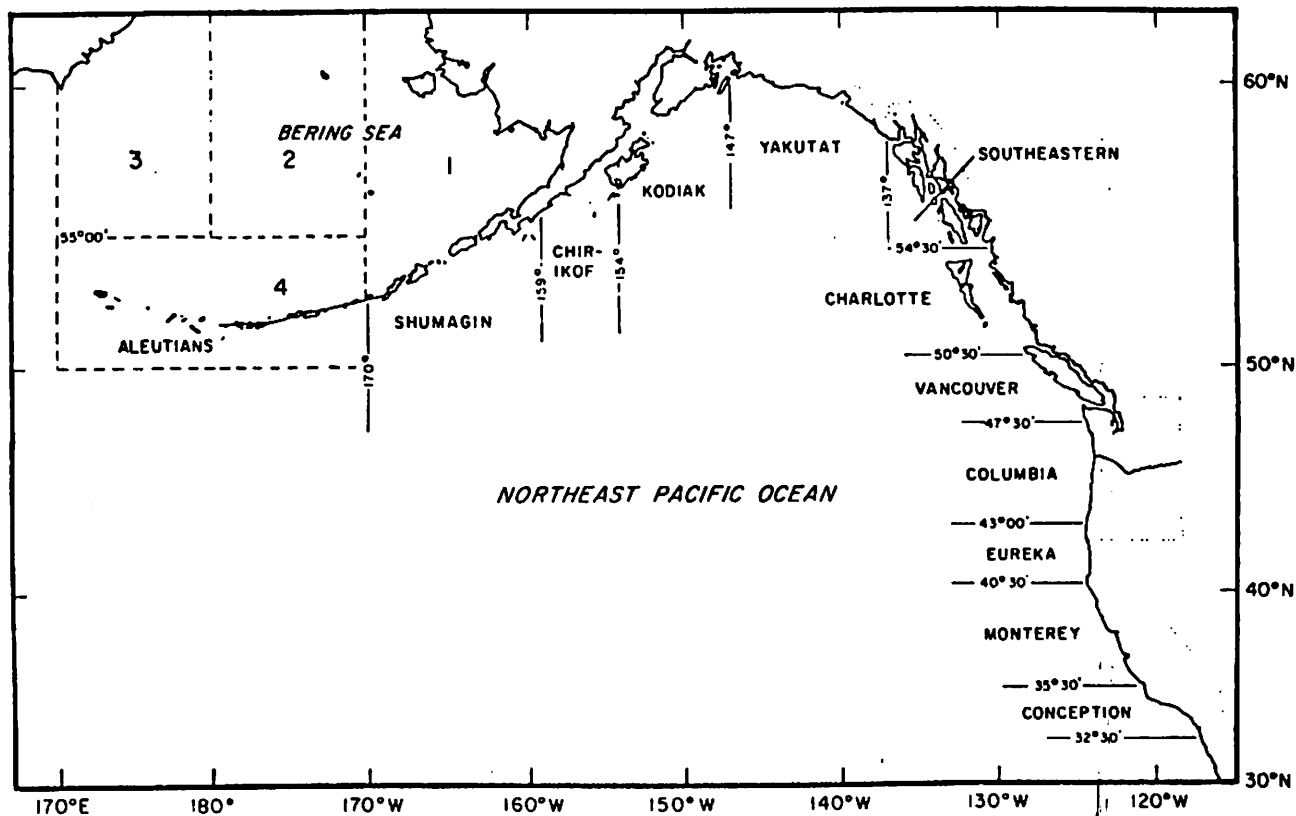 60°N
BERING SEA
3
2
1
YAKUTAT
147°
SOUTHEASTERN
137°
KODIAK
55°00'
54°30'
CHIR-
IKOF
159°
154°
4
CHARLOTTE
SHUMAGIN
ALEUTIANS
170°
50°30'
50°N
VANCOUVER
47°30'
COLUMBIA
NORTHEAST PACIFIC OCEAN
43°00'
EUREKA
40°30'
40°N
MONTEREY
35°30'
CONCEPTION
32°30'
30°N
170°E
180°
170°W
160°W
150°W
140°W
130°W
120°W